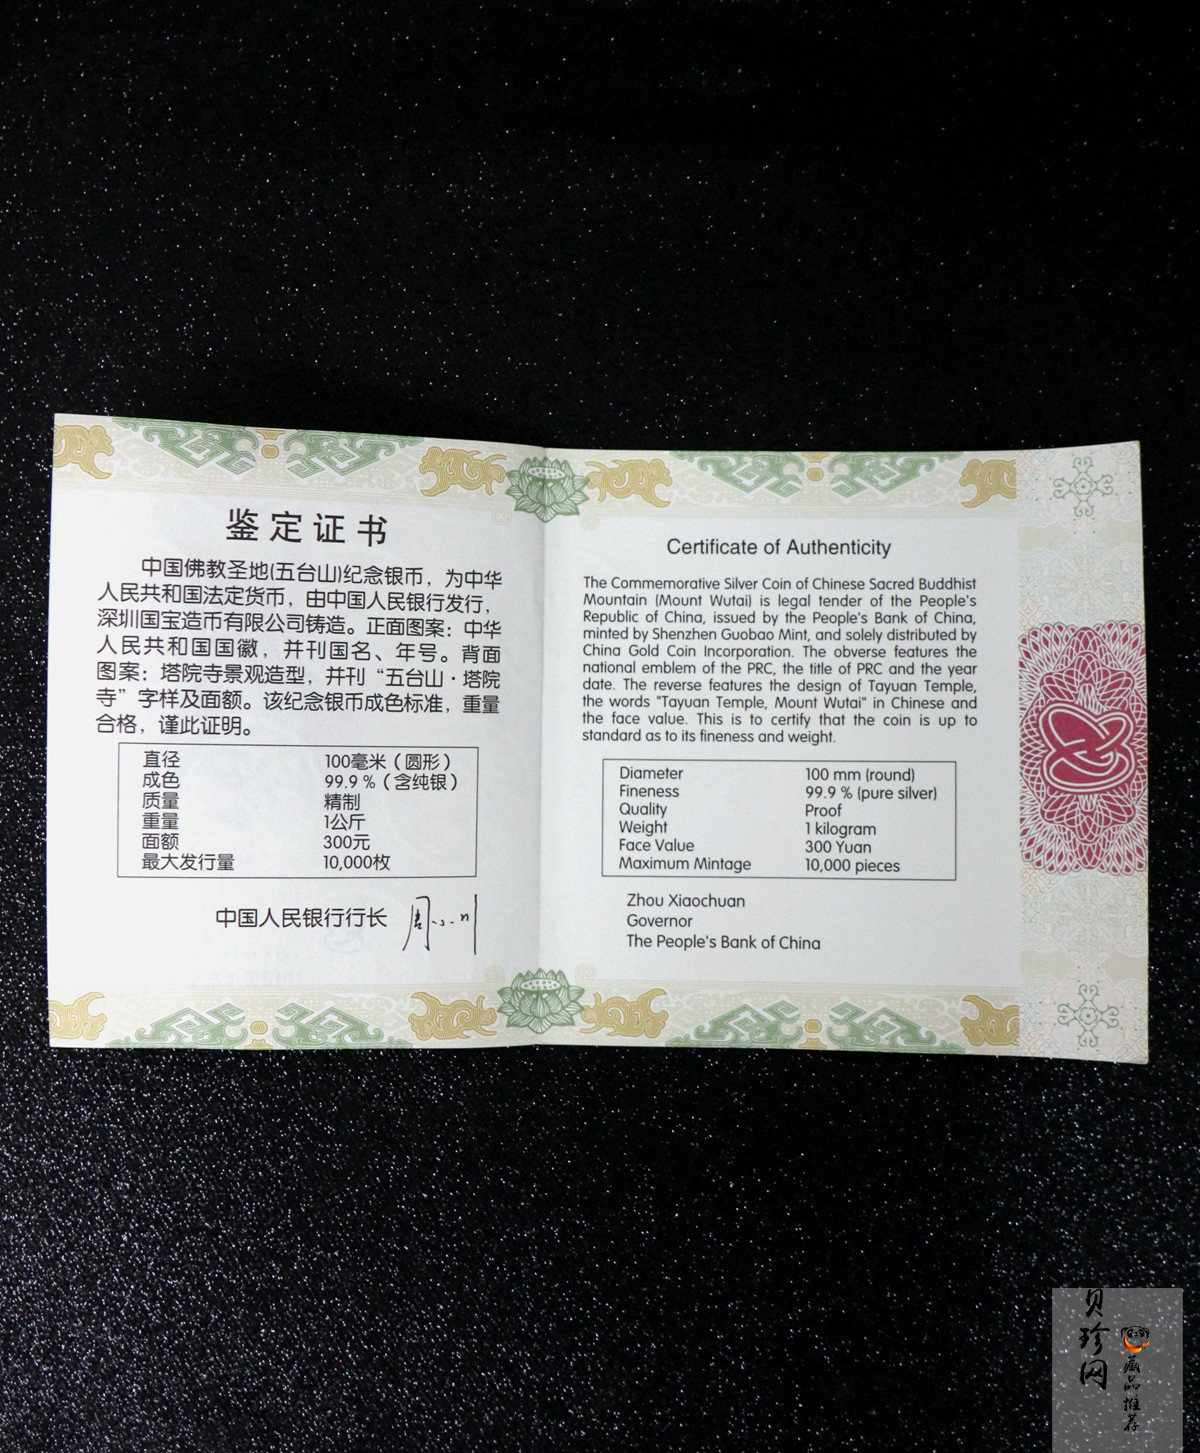 鉴定证书
中国佛教圣地(五台山)纪念银币，为中华
人民共和国法定货币，由中国人民银行发行，
深圳国宝造币有限公司铸造。正面图案：中华
人民共和国国徽，并刊国名、年号。背面
图案：塔院寺景观造型，并刊“五台山·塔院
寺”字样及面额。该纪念银币成色标准，重量
合格，谨此证明。
直径 100毫米（圆形）
成色 99.9 %（含纯银）
质量 精制
重量 1公斤
面额 300元
最大发行量 10,000枚
中国人民银行行长 周小川
Certificate of Authenticity
The Commemorative Silver Coin of Chinese Sacred Buddhist
Mountain (Mount Wutai) is legal tender of the People's
Republic of China, issued by the People's Bank of China,
minted by Shenzhen Guobao Mint, and solely distributed by
China Gold Coin Incorporation. The obverse features the
national emblem of the PRC, the title of PRC and the year
date. The reverse features the design of Tayuan Temple,
the words "Tayuan Temple, Mount Wutai" in Chinese and
the face value. This is to certify that the coin is up to
standard as to its fineness and weight.
Diameter 100 mm (round)
Fineness 99.9 % (pure silver)
Quality Proof
Weight 1 kilogram
Face Value 300 Yuan
Maximum Mintage 10,000 pieces
Zhou Xiaochuan
Governor
The People's Bank of China
贝珍网
藏品推荐